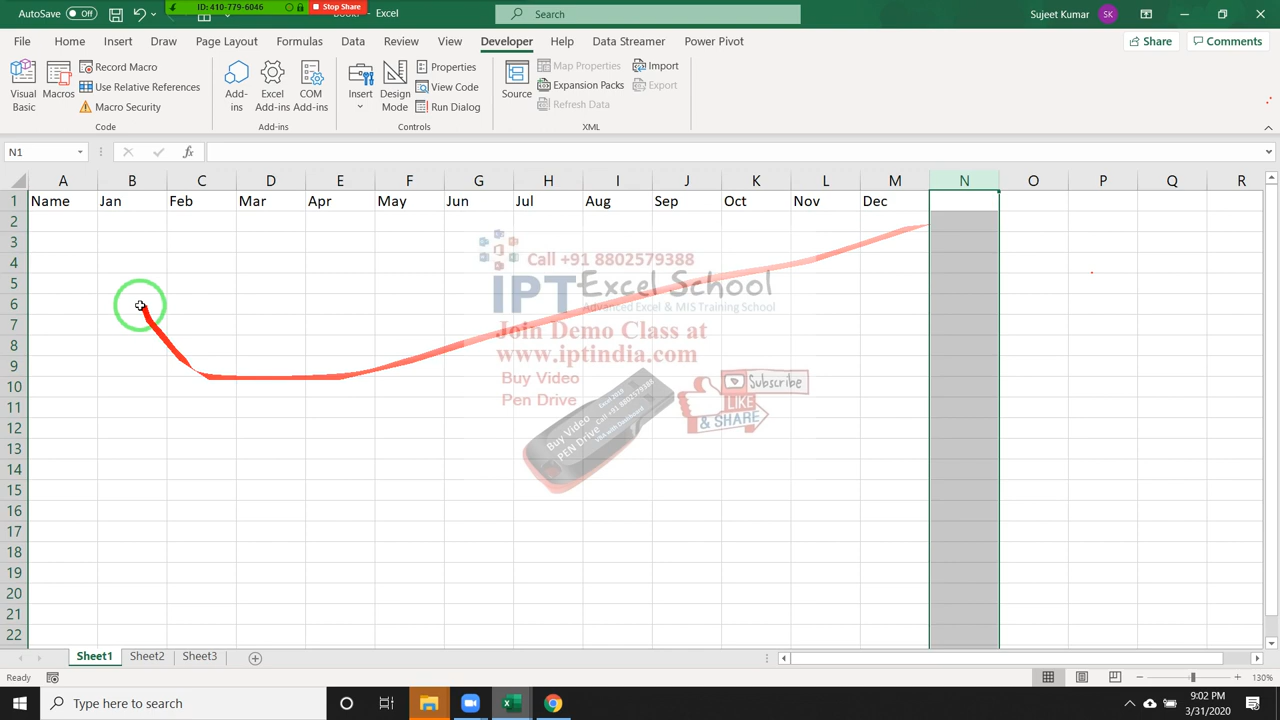 AutoSave Off
ID: 410-779-6046 Stop Share
Excel
Search
Sujeet Kumar SK
File Home Insert Draw Page Layout Formulas Data Review View Developer Help Data Streamer Power Pivot Share Comments
Visual Basic
Macros
Record Macro
Use Relative References
Macro Security
Code
Add-ins
Excel Add-ins
COM Add-ins
Add-ins
Insert
Design Mode
Properties
View Code
Run Dialog
Controls
Source
Map Properties
Expansion Packs
Refresh Data
Import
Export
XML
N1 fx
A B C D E F G H I J K L M N O P Q R
1 Name Jan Feb Mar Apr May Jun Jul Aug Sep Oct Nov Dec
2
3
4
5
6
7
8
9
10
11
12
13
14
15
16
17
18
19
20
21
22
Call +91 8802579388
IPT Excel School
Advanced Excel & MIS Training School
Join Demo Class at
www.iptindia.com
Buy Video
Pen Drive
Buy Video
PEN Drive
Call +91 8802579388
Subscribe
LIKE
& SHARE
Sheet1 Sheet2 Sheet3
Ready
130%
Type here to search
9:02 PM
3/31/2020